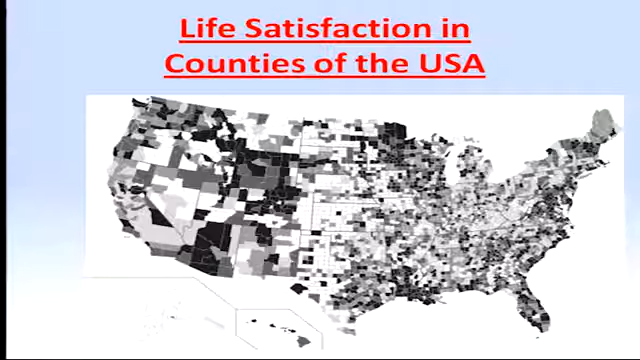 Life Satisfaction in
Counties of the USA